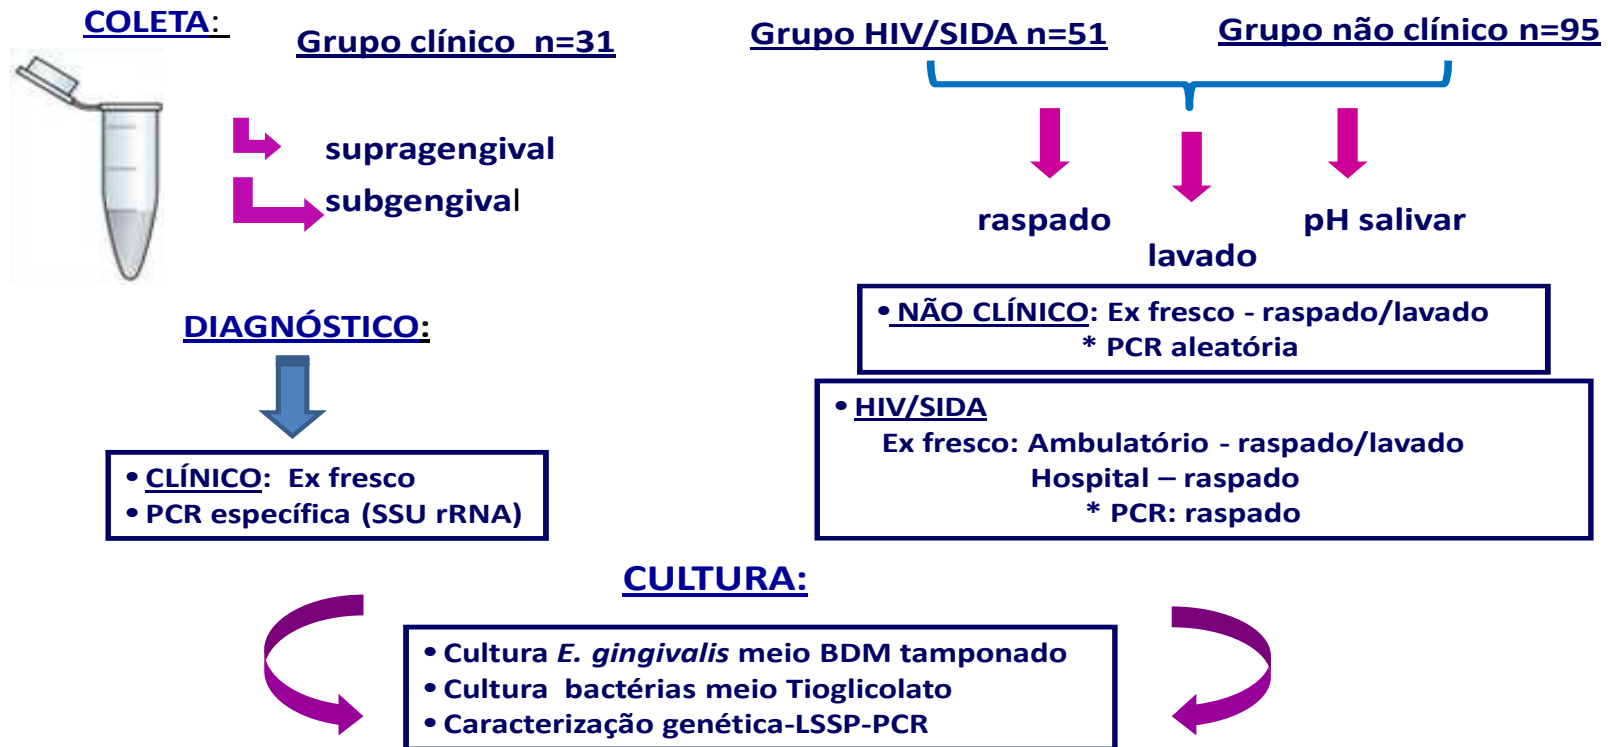 COLETA:
Grupo clínico n=31
supragengival
subgengival
Grupo HIV/SIDA n=51
Grupo não clínico n=95
raspado
lavado
pH salivar
DIAGNÓSTICO:
• CLÍNICO: Ex fresco
• PCR específica (SSU rRNA)
• NÃO CLÍNICO: Ex fresco - raspado/lavado
* PCR aleatória
• HIV/SIDA
Ex fresco: Ambulatório - raspado/lavado
Hospital – raspado
* PCR: raspado
CULTURA:
• Cultura E. gingivalis meio BDM tamponado
• Cultura bactérias meio Tioglicolato
• Caracterização genética-LSSP-PCR